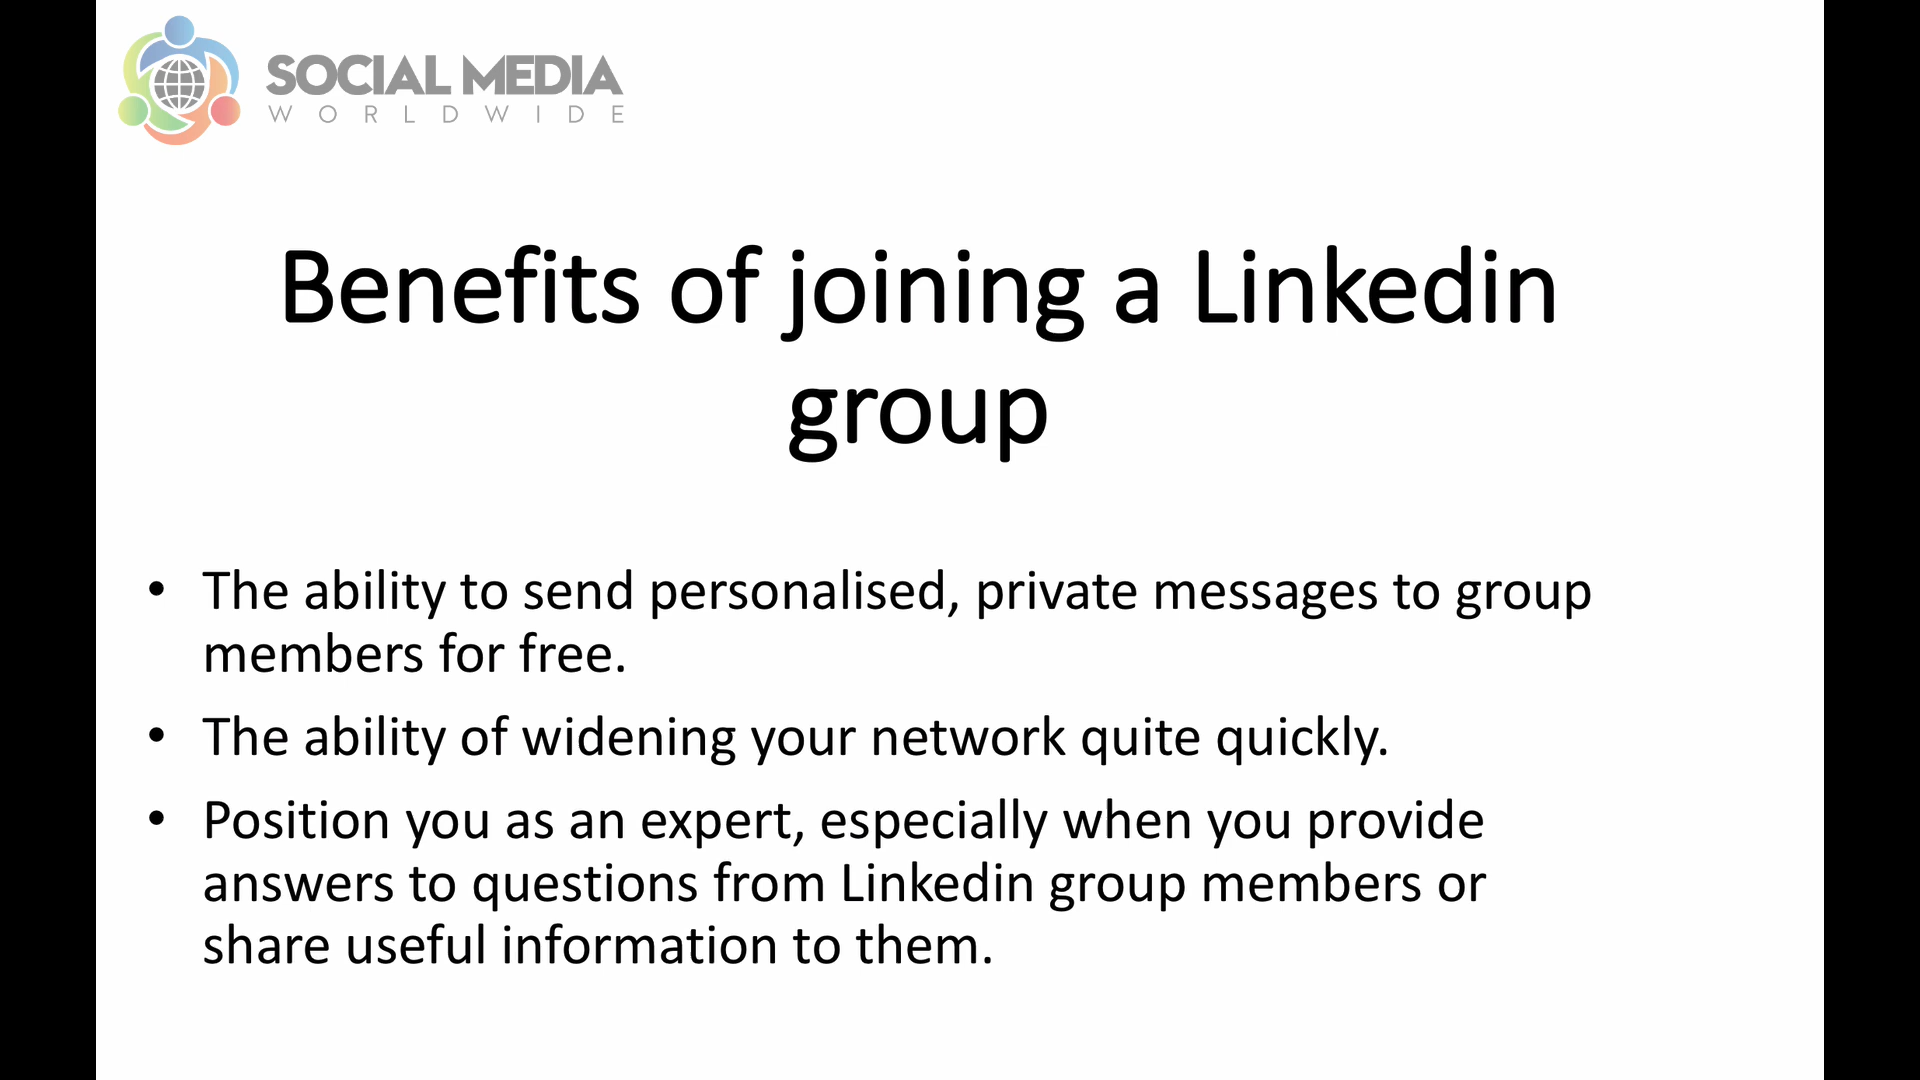 SOCIAL MEDIA
WORLDWIDE
Benefits of joining a Linkedin
group
• The ability to send personalised, private messages to group
members for free.
• The ability of widening your network quite quickly.
• Position you as an expert, especially when you provide
answers to questions from Linkedin group members or
share useful information to them.